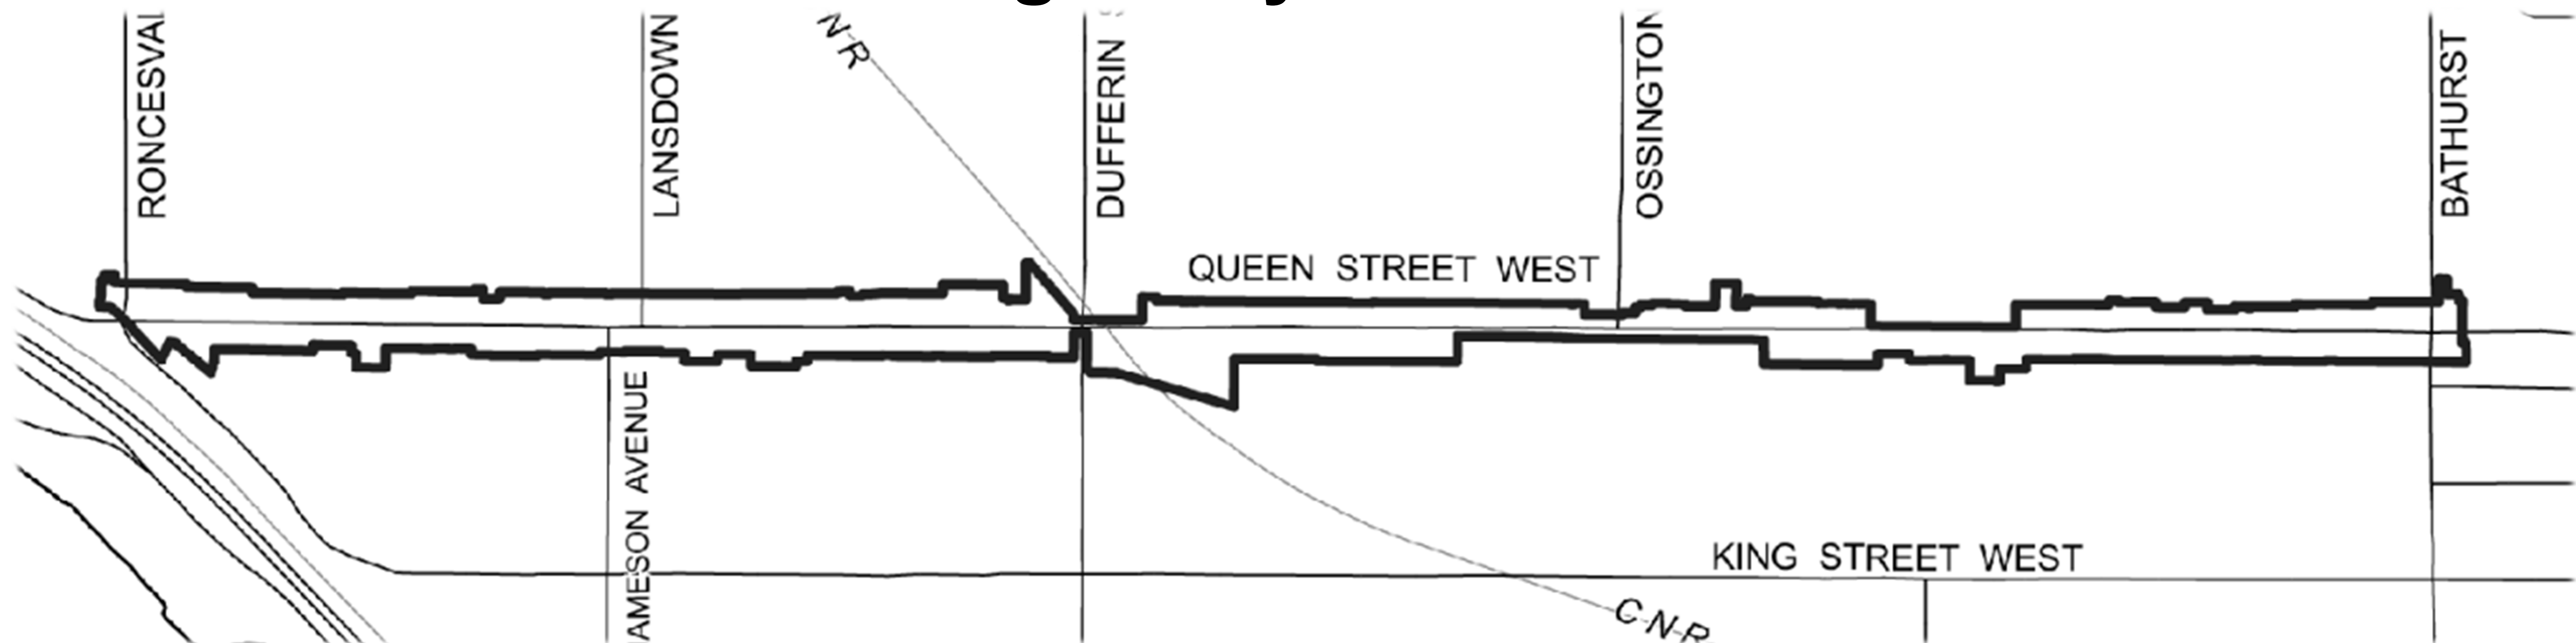 RONCESVAL
LANSDOWN
N R
DUFFERIN
OSSINGTON
BATHURST
QUEEN STREET WEST
AMESON AVENUE
KING STREET WEST
C N R